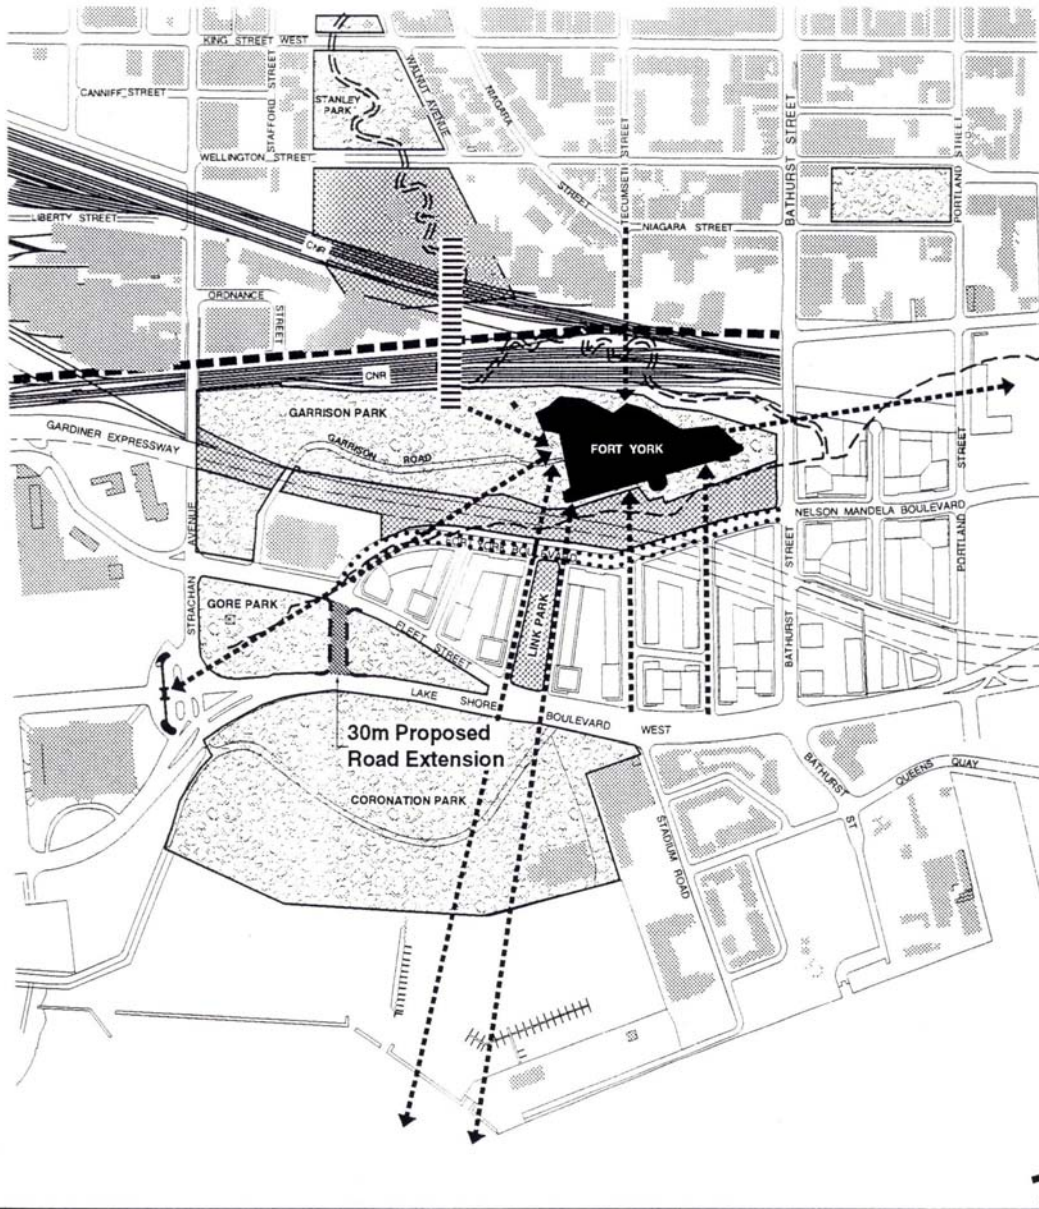 KING STREET WEST
CANNIFF STREET
STAFFORD STREET
STANLEY PARK
WALNUT AVENUE
NIAGARA
STREET
TECUMSETH STREET
BATHURST STREET
PORTLAND STREET
WELLINGTON STREET
LIBERTY STREET
NIAGARA STREET
CNR
ORDNANCE
STREET
CNR
GARRISON PARK
GARDINER EXPRESSWAY
GARRISON ROAD
FORT YORK
STREET
PORTLAND
NELSON MANDELA BOULEVARD
BATHURST STREET
STRACHAN AVENUE
FORT YORK BOULEVARD
GORE PARK
LINK PARK
FLEET STREET
LAKE SHORE BOULEVARD WEST
30m Proposed
Road Extension
CORONATION PARK
BATHURST ST
QUEENS QUAY
STADIUM ROAD